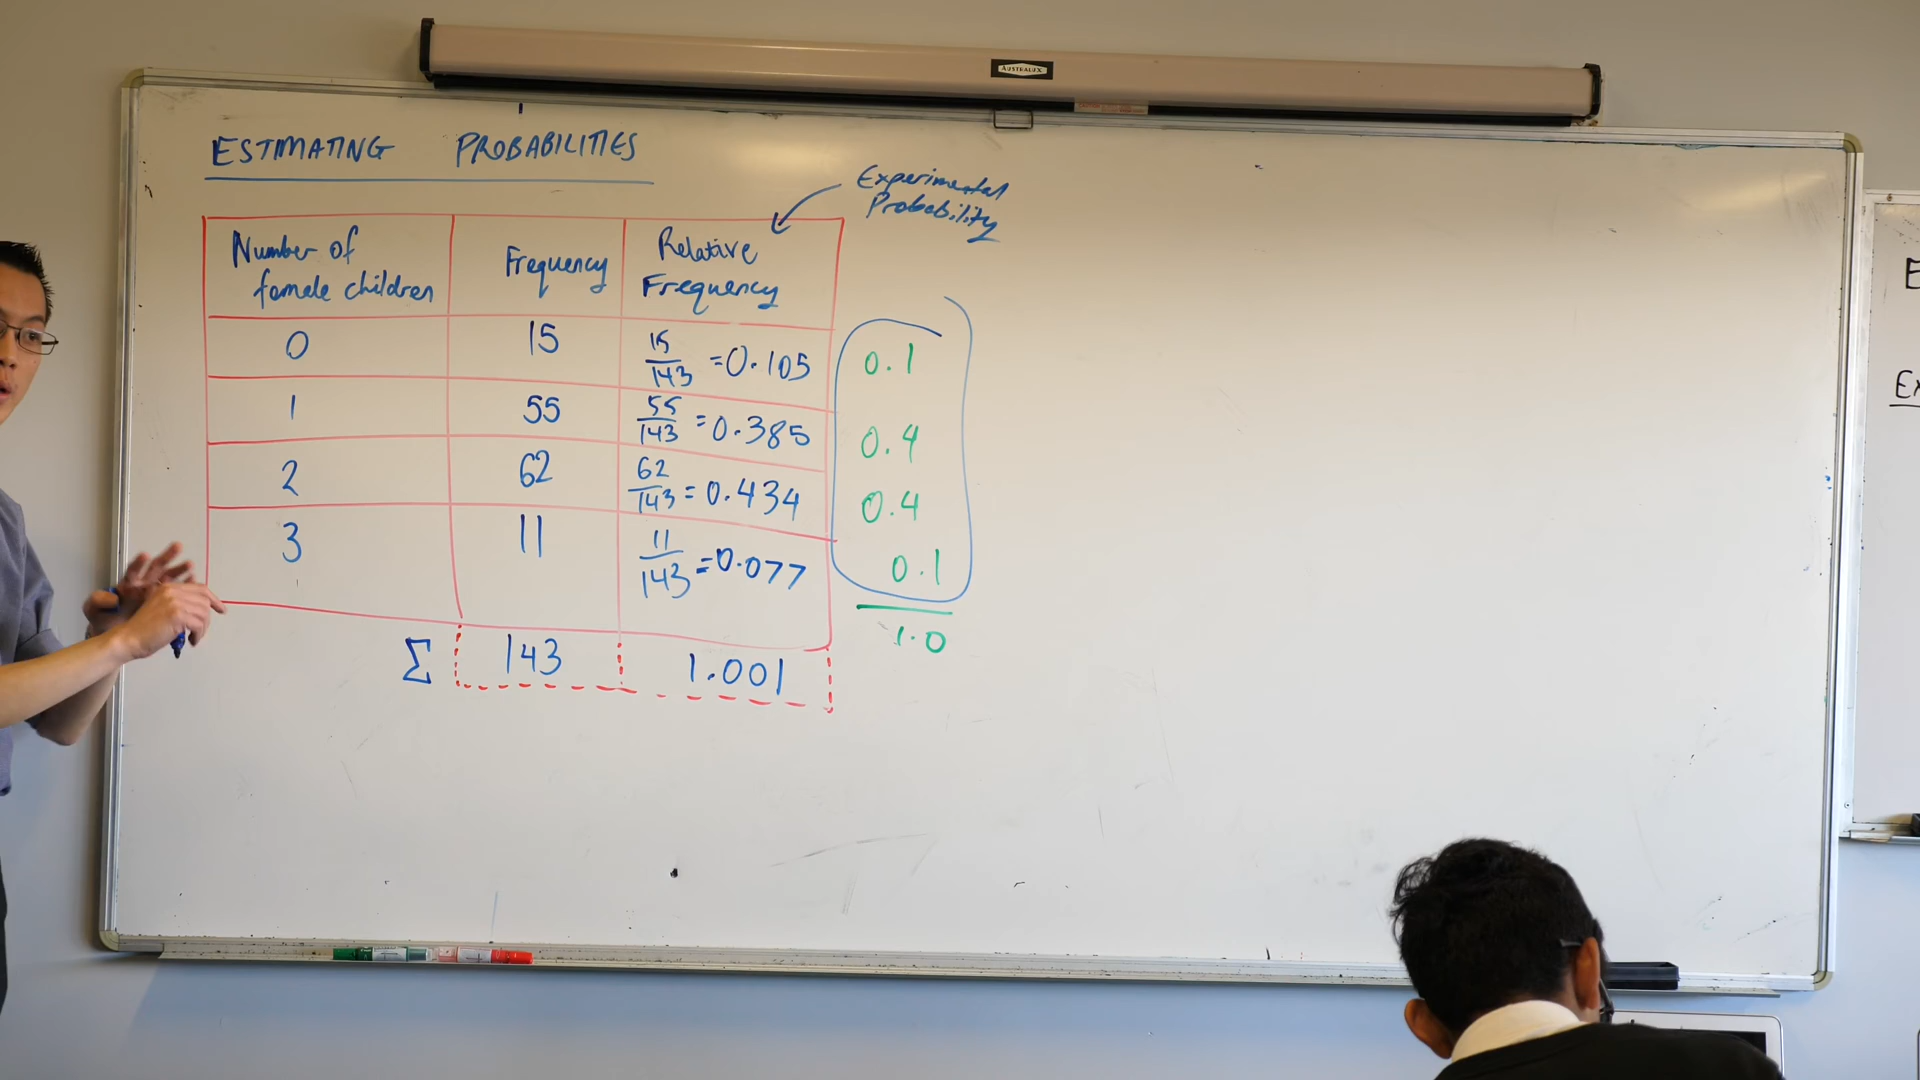 AUSTRALEX
ESTIMATING PROBABILITIES
Experimental
Probability
Number of
female children
Frequency
Relative
Frequency
0 15 15/143 = 0.105 0.1
1 55 55/143 = 0.385 0.4
2 62 62/143 = 0.434 0.4
3 11 11/143 = 0.077 0.1
Σ 143 1.001 1.0
E
Ex